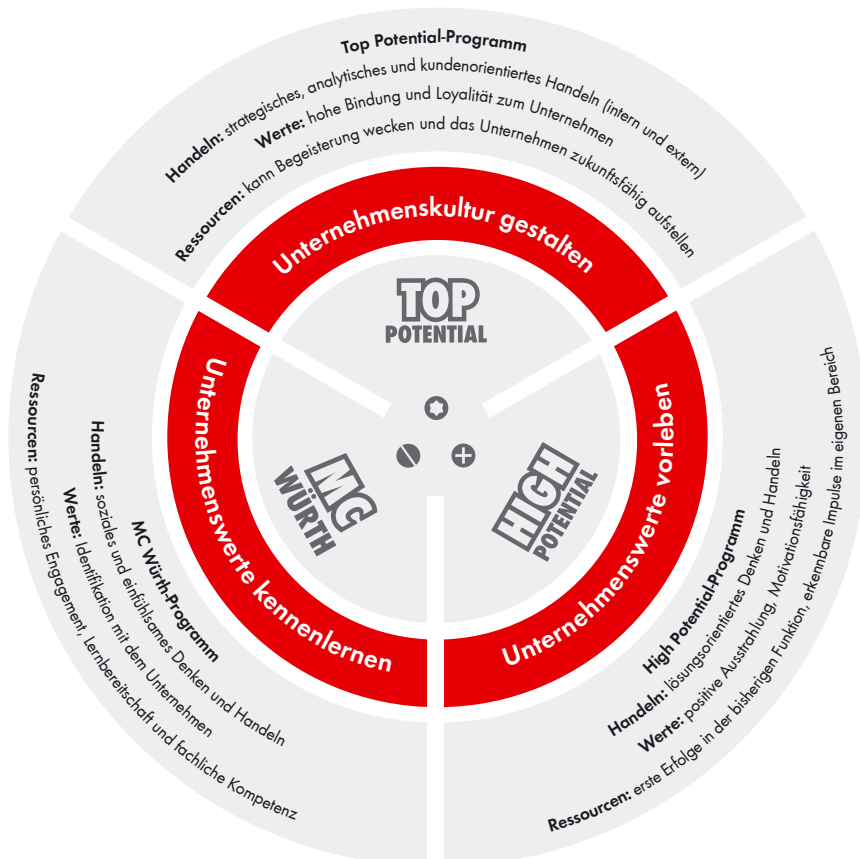 Top Potential-Programm
Handeln: strategisches, analytisches und kundenorientiertes Handeln (intern und extern)
Werte: hohe Bindung und Loyalität zum Unternehmen
Ressourcen: kann Begeisterung wecken und das Unternehmen zukunftsfähig aufstellen
Unternehmenskultur gestalten
TOP
POTENTIAL
Unternehmenswerte vorleben
HIGH
POTENTIAL
High Potential-Programm
Handeln: lösungsorientiertes Denken und Handeln
Werte: positive Ausstrahlung, Motivationsfähigkeit
Ressourcen: erste Erfolge in der bisherigen Funktion, erkennbare Impulse im eigenen Bereich
Unternehmenswerte kennenlernen
MC
WÜRTH
MC Würth-Programm
Handeln: soziales und einfühlsames Denken und Handeln
Werte: Identifikation mit dem Unternehmen
Ressourcen: persönliches Engagement, Lernbereitschaft und fachliche Kompetenz